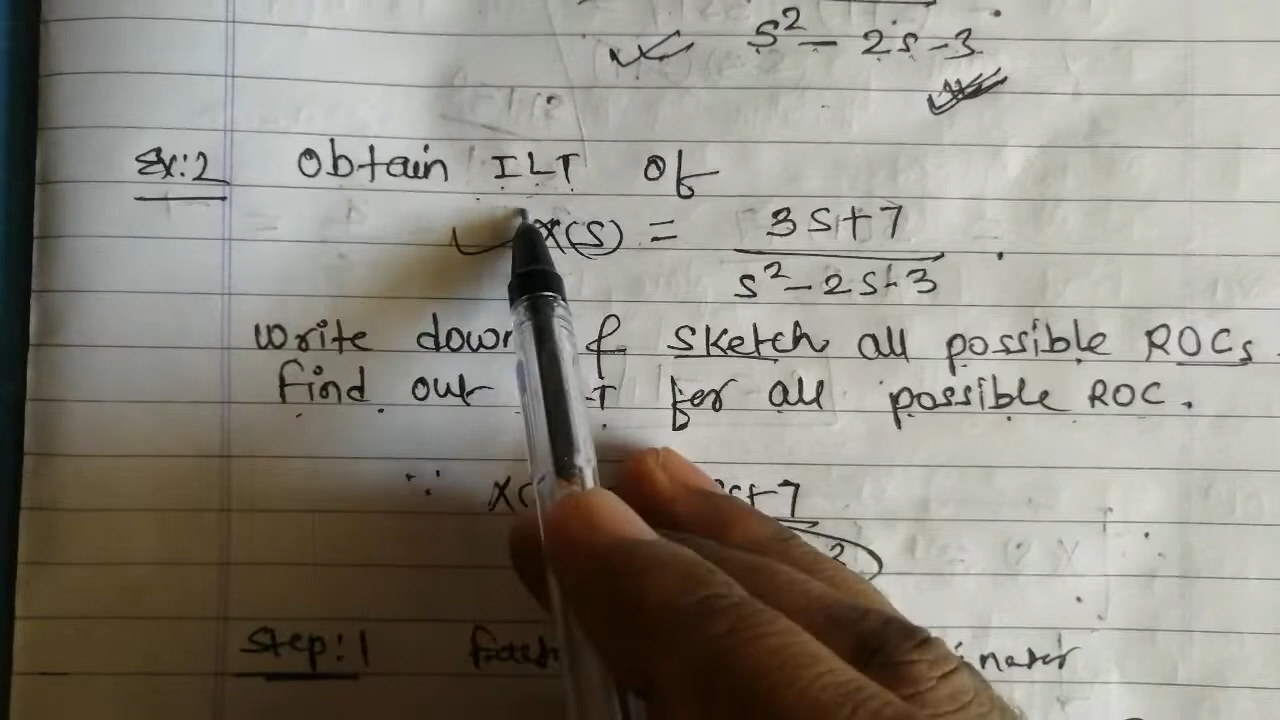 s² - 2s - 3
Ex:2 Obtain ILT of
X(s) = 3s+7
s² - 2s - 3
Write down & sketch all possible ROCs.
find out for all possible ROC.
∵ +7
Step:1